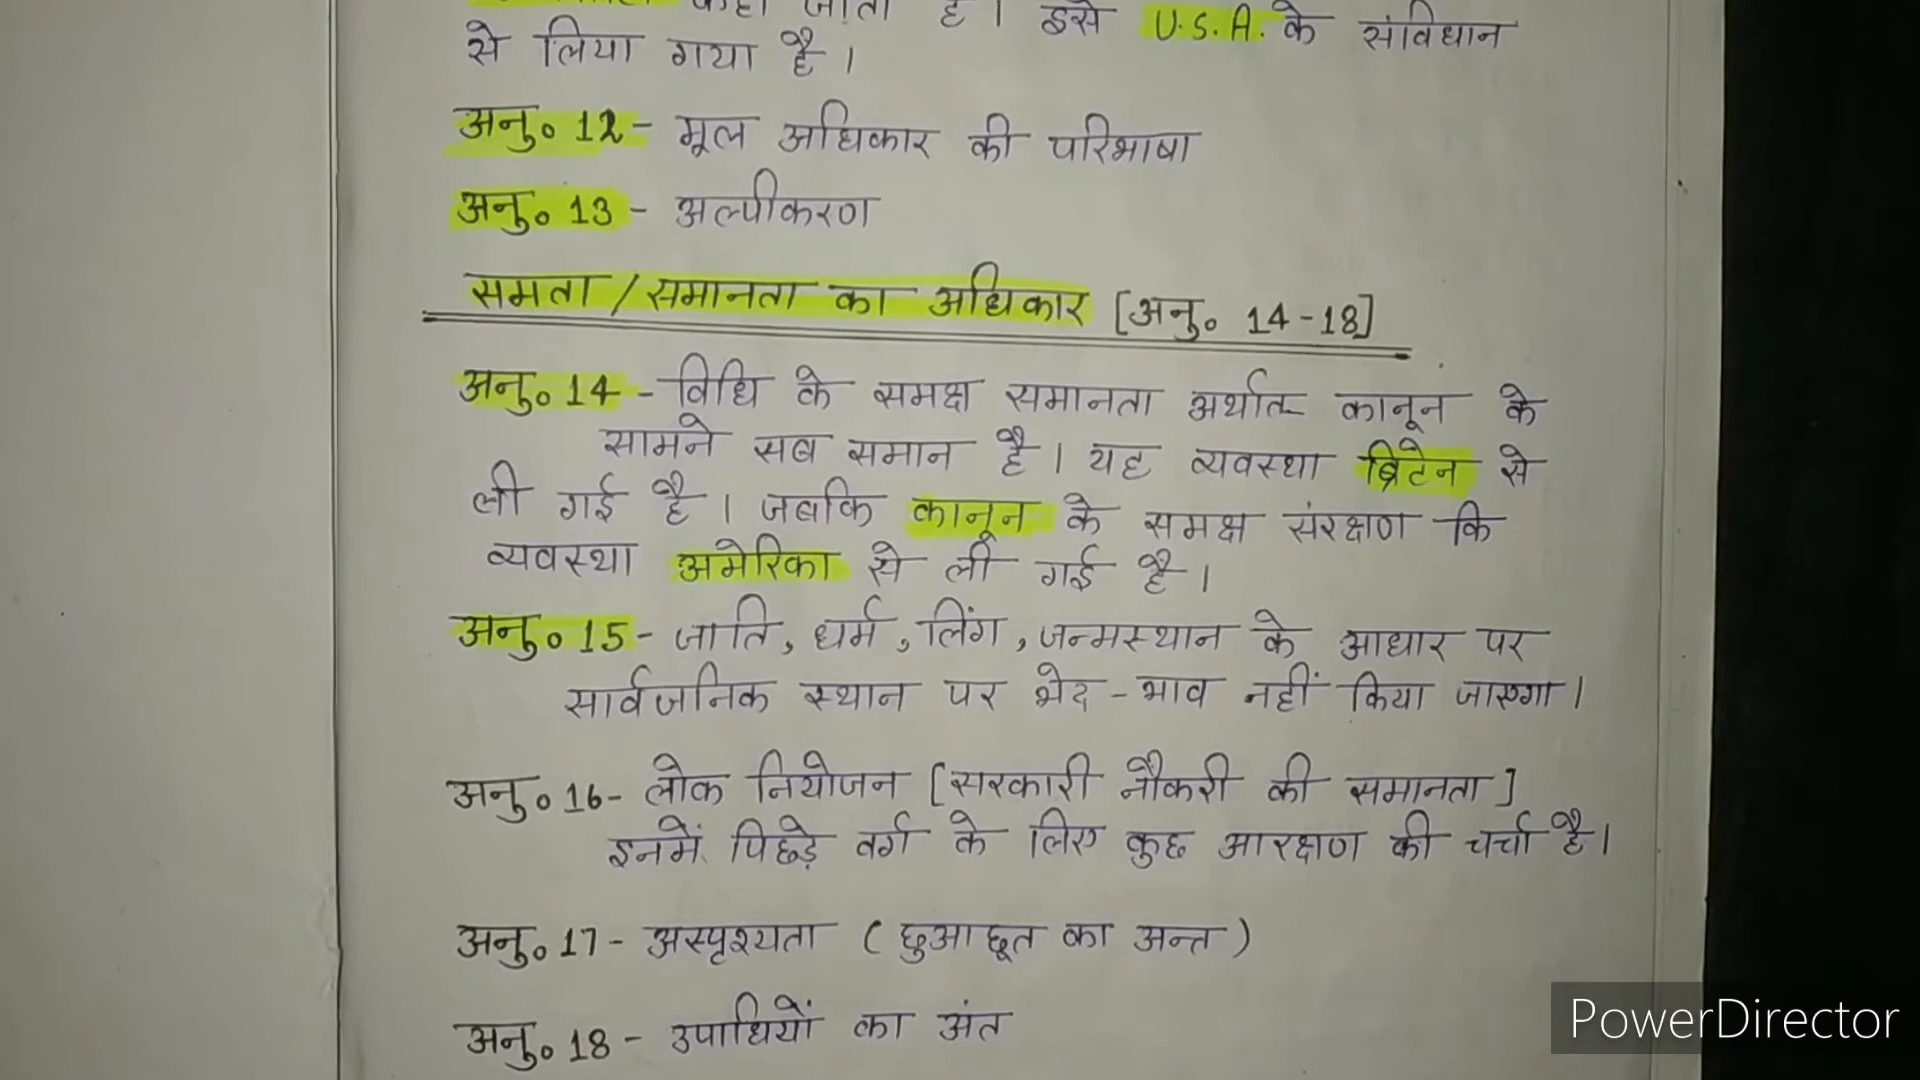 कहा जाता है। इसे U.S.A. के संविधान
से लिया गया है।
अनु० 12- मूल अधिकार की परिभाषा
अनु० 13 - अल्पीकरण
समता / समानता का अधिकार [अनु० 14-18]
अनु० 14 - विधि के समक्ष समानता अर्थात कानून के
सामने सब समान है। यह व्यवस्था ब्रिटेन से
ली गई है। जबकि कानून के समक्ष संरक्षण कि
व्यवस्था अमेरिका से ली गई है।
अनु० 15 - जाति, धर्म, लिंग, जन्मस्थान के आधार पर
सार्वजनिक स्थान पर भेद-भाव नहीं किया जाएगा।
अनु० 16- लोक नियोजन [सरकारी नौकरी की समानता]
इनमें पिछड़े वर्ग के लिए कुछ आरक्षण की चर्चा है।
अनु० 17- अस्पृश्यता (छुआछूत का अन्त)
अनु० 18 - उपाधियों का अंत
PowerDirector